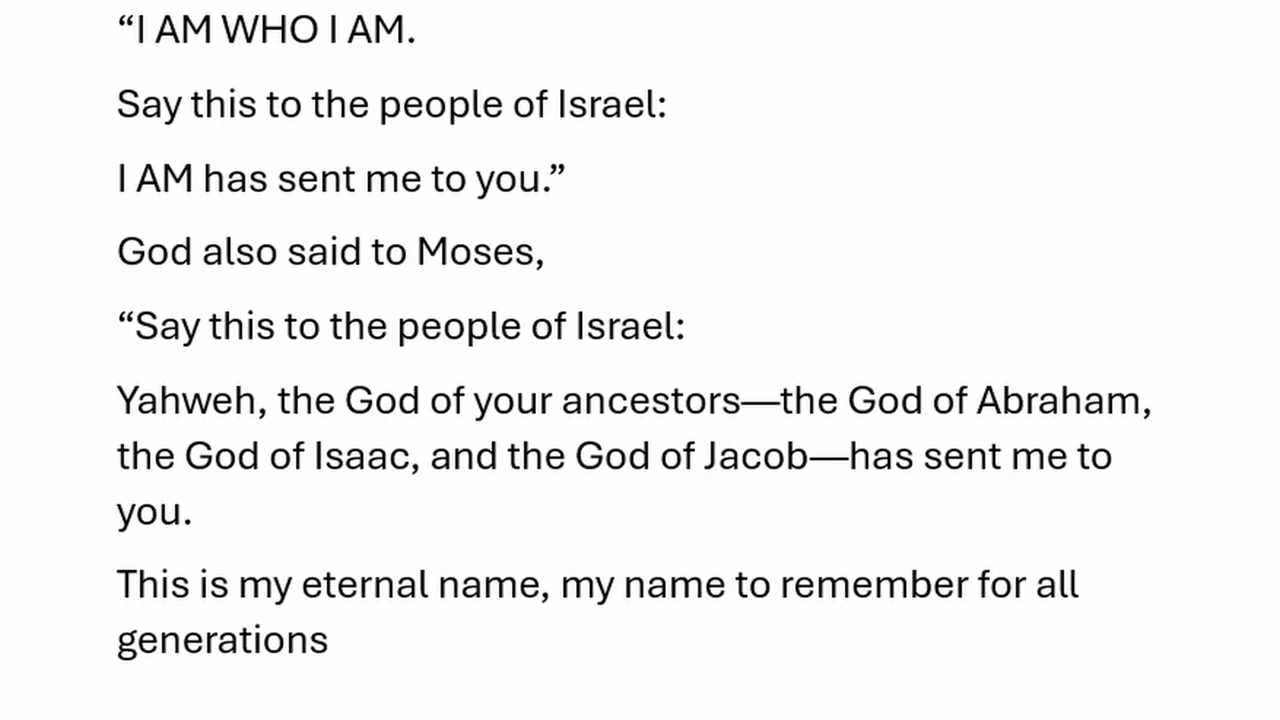 “I AM WHO I AM.
Say this to the people of Israel:
I AM has sent me to you.”
God also said to Moses,
“Say this to the people of Israel:
Yahweh, the God of your ancestors—the God of Abraham,
the God of Isaac, and the God of Jacob—has sent me to
you.
This is my eternal name, my name to remember for all
generations